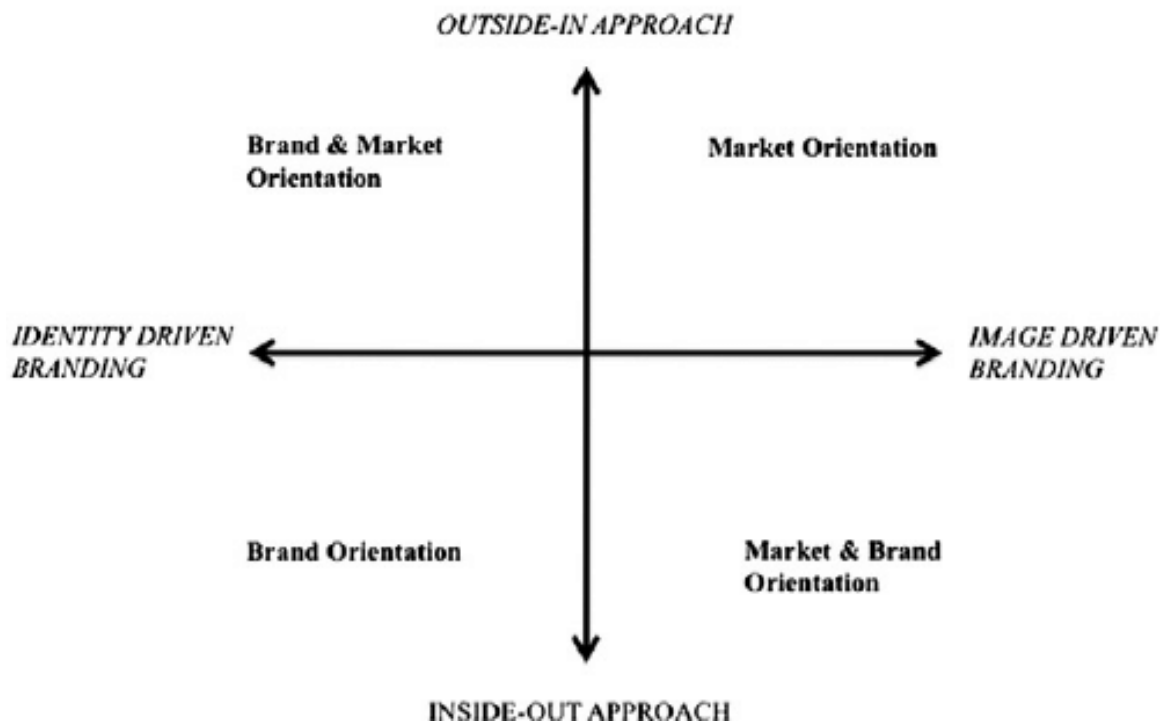 OUTSIDE-IN APPROACH
Brand & Market
Orientation
Market Orientation
IDENTITY DRIVEN
BRANDING
IMAGE DRIVEN
BRANDING
Brand Orientation
Market & Brand
Orientation
INSIDE-OUT APPROACH